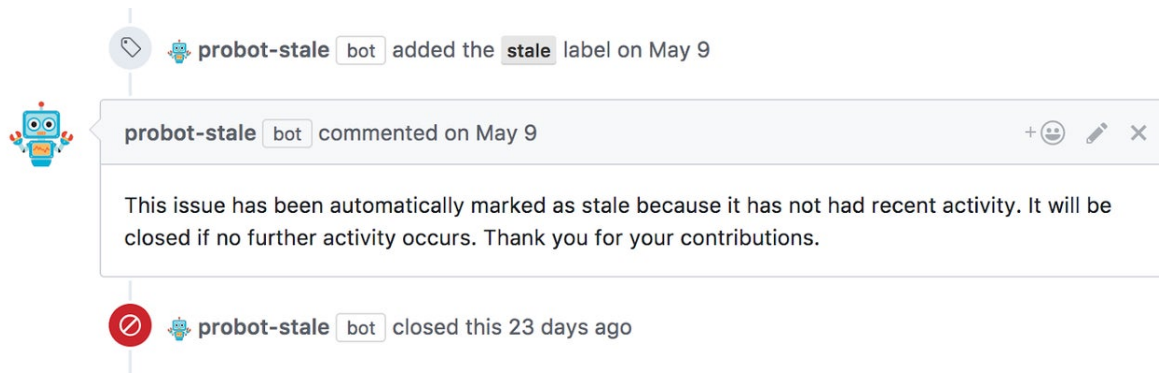 probot-stale bot added the stale label on May 9
probot-stale bot commented on May 9
This issue has been automatically marked as stale because it has not had recent activity. It will be
closed if no further activity occurs. Thank you for your contributions.
probot-stale bot closed this 23 days ago